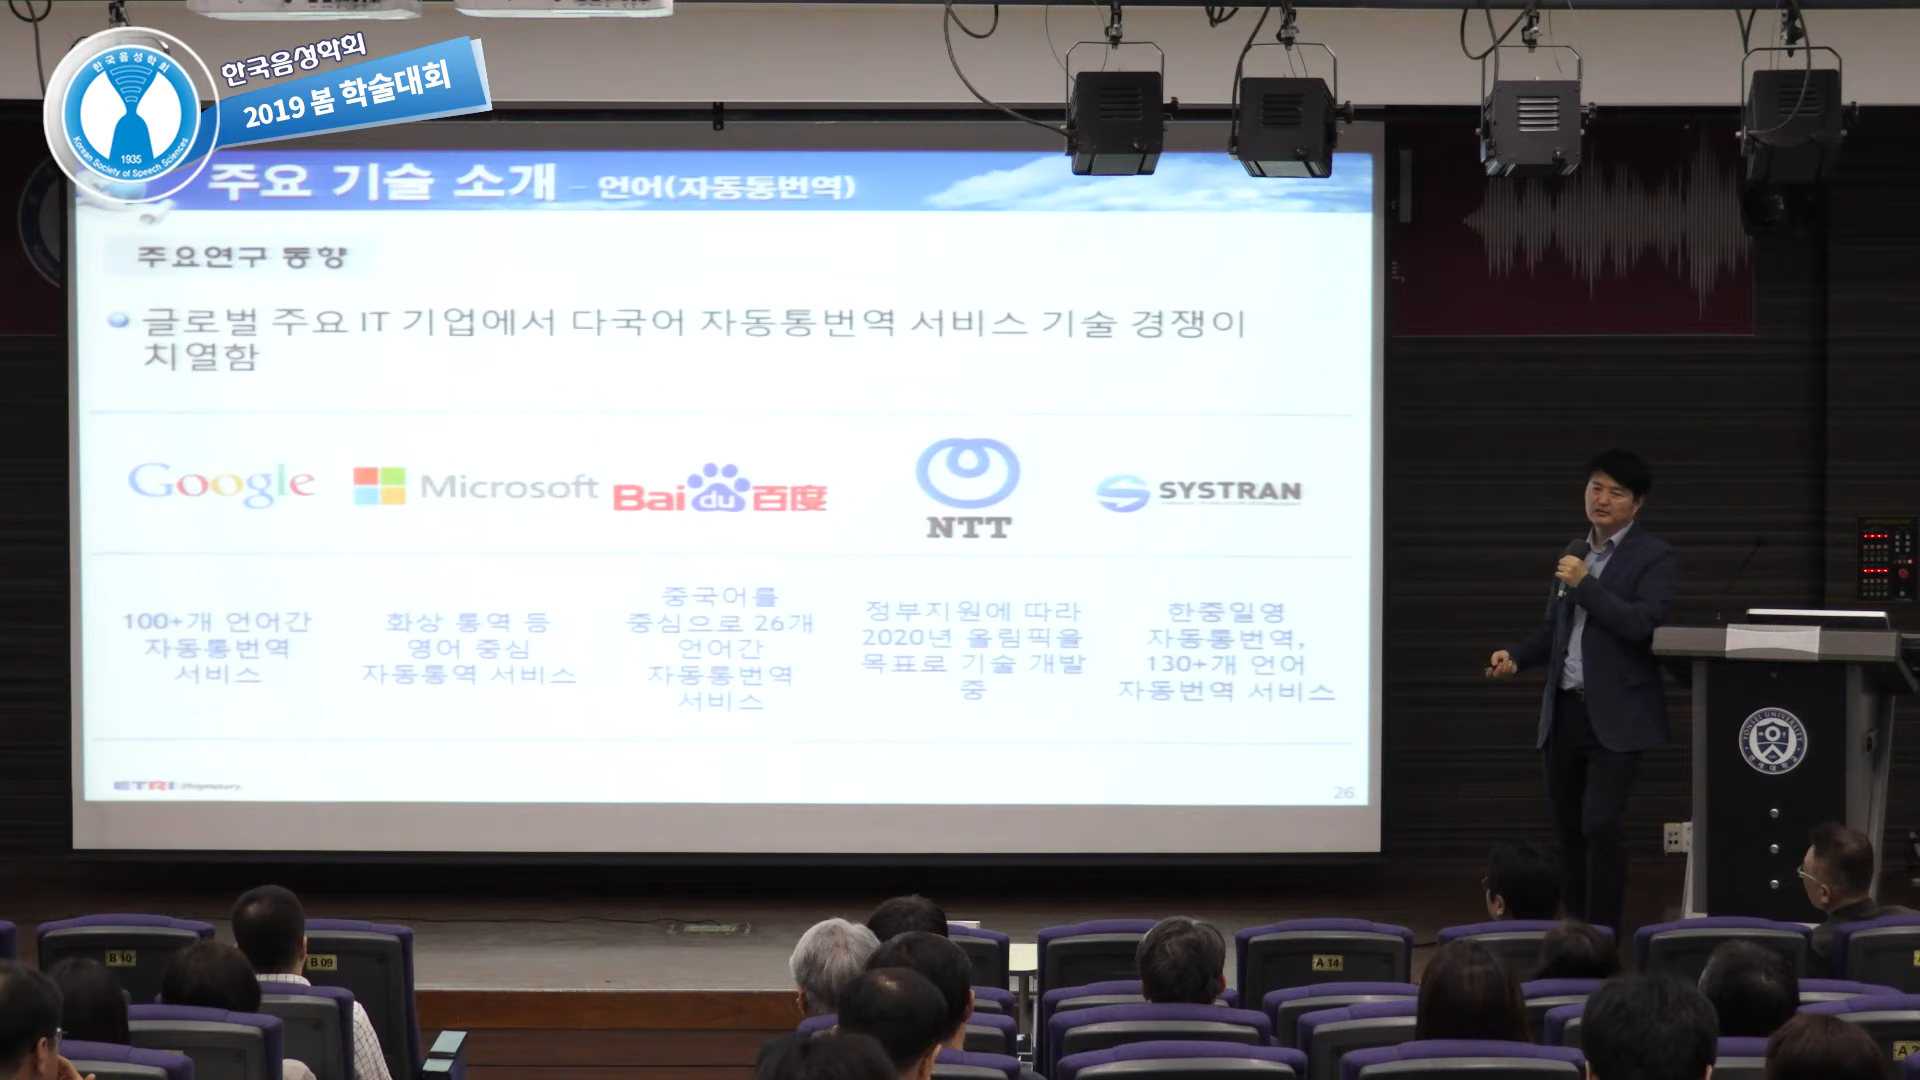 한국음성학회
2019 봄 학술대회
한국음성학회
1935
Korean Society of Speech Sciences
주요 기술 소개 - 언어(자동통번역)
주요연구 동향
글로벌 주요 IT 기업에서 다국어 자동통번역 서비스 기술 경쟁이
치열함
Google
Microsoft
Bai du 百度
NTT
SYSTRAN
100+개 언어간
자동통번역
서비스
화상 통역 등
영어 중심
자동통역 서비스
중국어를
중심으로 26개
언어간
자동통번역
서비스
정부지원에 따라
2020년 올림픽을
목표로 기술 개발
중
한중일영
자동통번역,
130+개 언어
자동번역 서비스
ETRI Proprietary
26
YONSEI UNIVERSITY
연세대학교
B 10
B 09
A 14